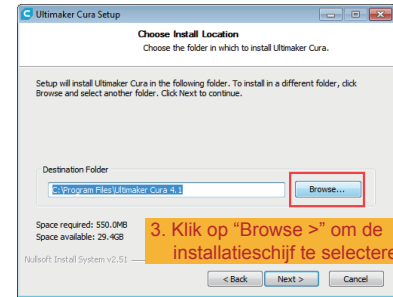 Ultimaker Cura Setup
Choose Install Location
Choose the folder in which to install Ultimaker Cura.
Setup will install Ultimaker Cura in the following folder. To install in a different folder, click
Browse and select another folder. Click Next to continue.
Destination Folder
C:\Program Files\Ultimaker Cura 4.1
Browse...
Space required: 550.0MB
Space available: 29.4GB
3. Klik op “Browse >” om de
installatieschijf te selectere
Nullsoft Install System v2.51
< Back
Next >
Cancel